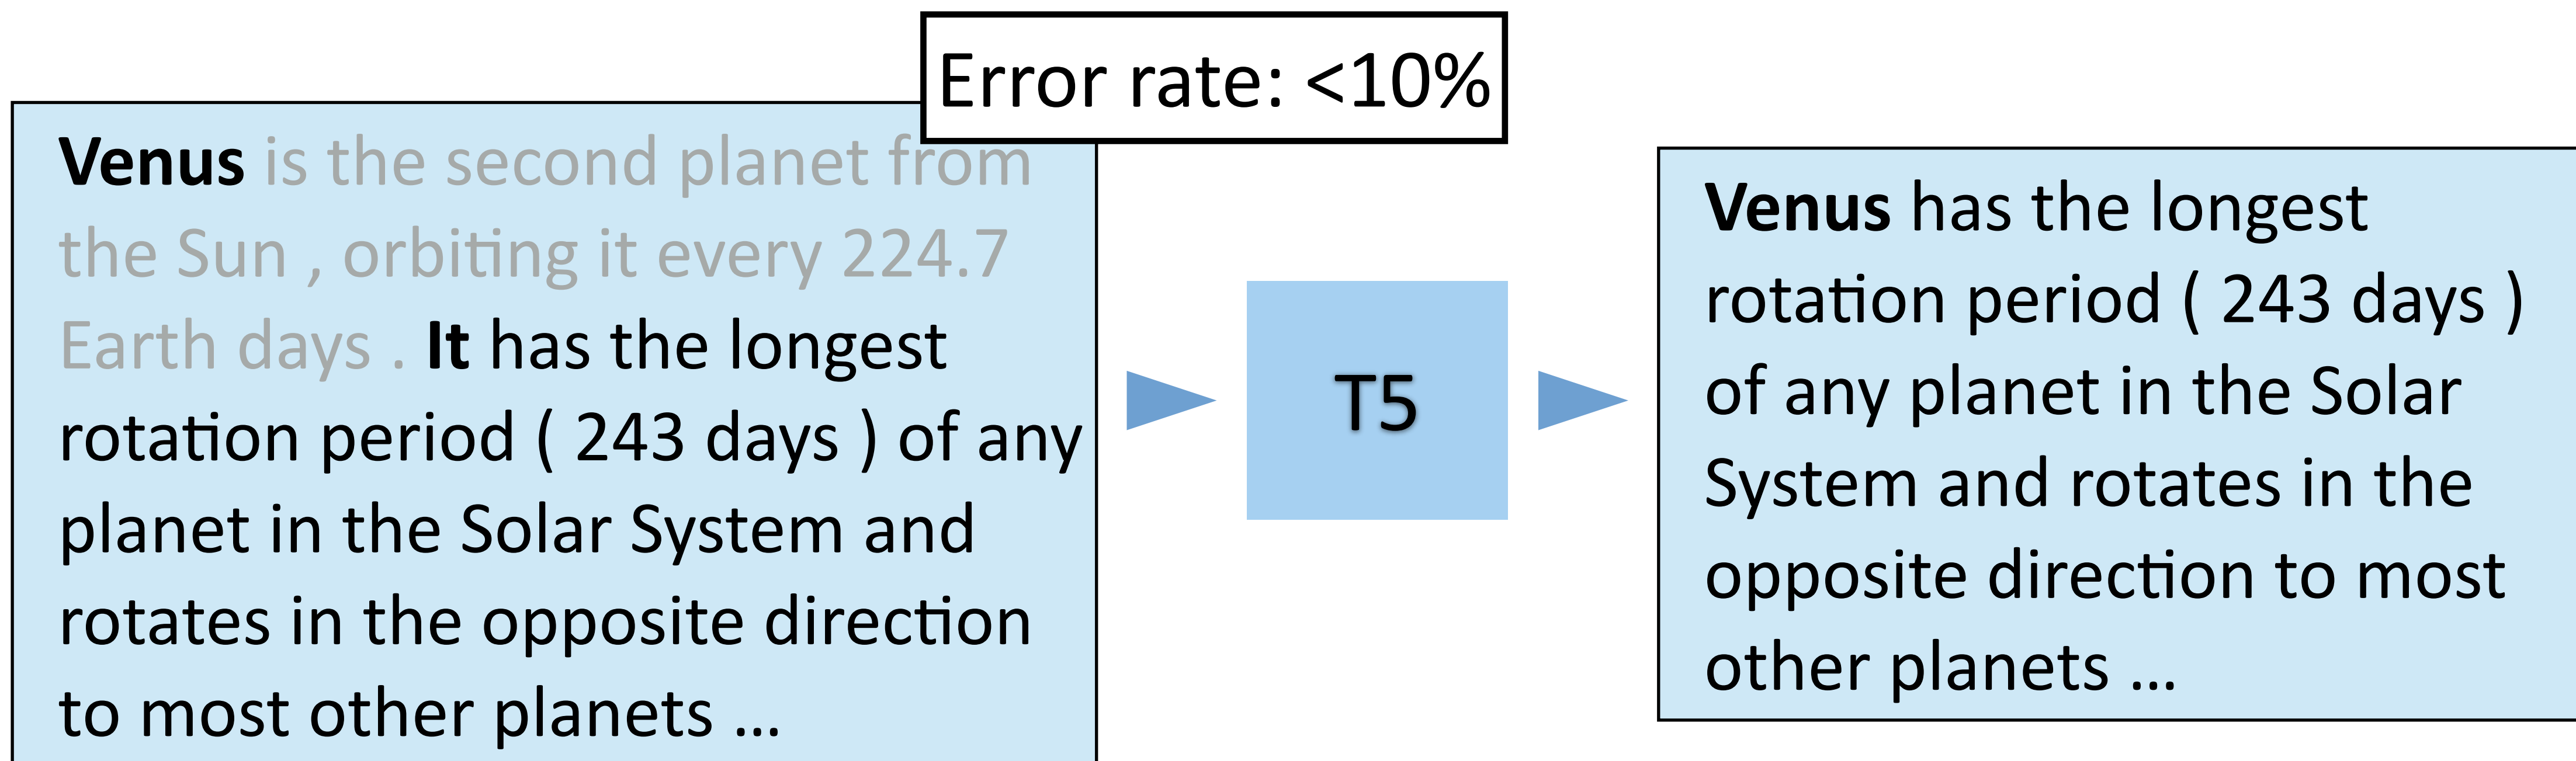 Error rate: <10%
Venus is the second planet from
the Sun , orbiting it every 224.7
Earth days . It has the longest
rotation period ( 243 days ) of any
planet in the Solar System and
rotates in the opposite direction
to most other planets ...
T5
Venus has the longest
rotation period ( 243 days )
of any planet in the Solar
System and rotates in the
opposite direction to most
other planets ...